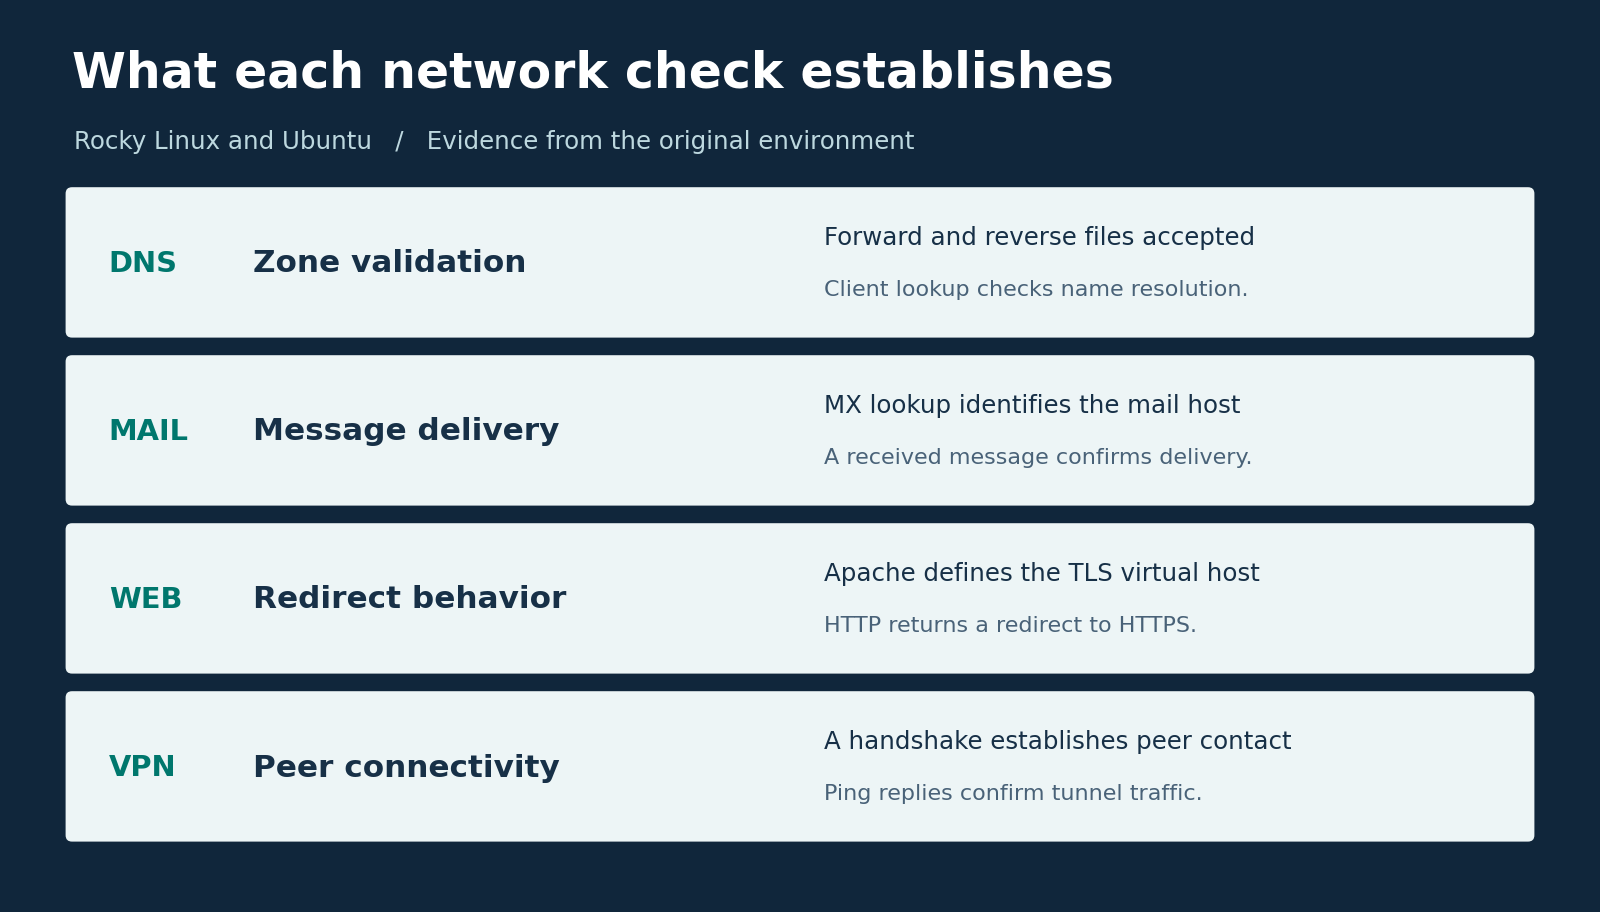 What each network check establishes
Rocky Linux and Ubuntu / Evidence from the original environment
DNS
Zone validation
Forward and reverse files accepted
Client lookup checks name resolution.
MAIL
Message delivery
MX lookup identifies the mail host
A received message confirms delivery.
WEB
Redirect behavior
Apache defines the TLS virtual host
HTTP returns a redirect to HTTPS.
VPN
Peer connectivity
A handshake establishes peer contact
Ping replies confirm tunnel traffic.